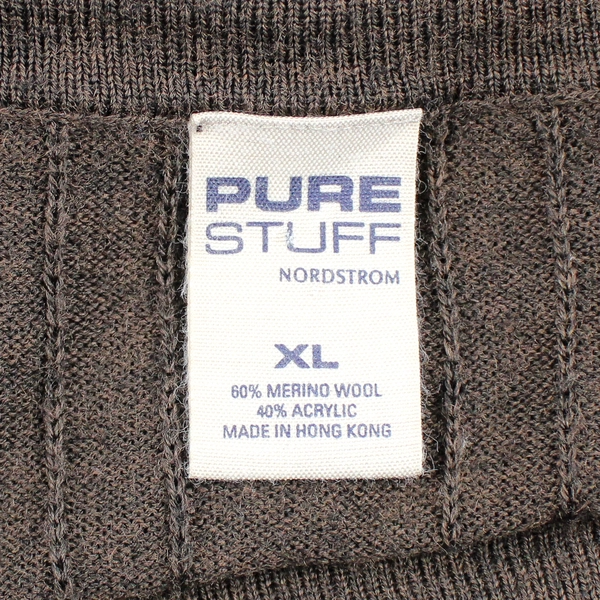 PURE
STUFF
NORDSTROM
XL
60% MERINO WOOL
40% ACRYLIC
MADE IN HONG KONG